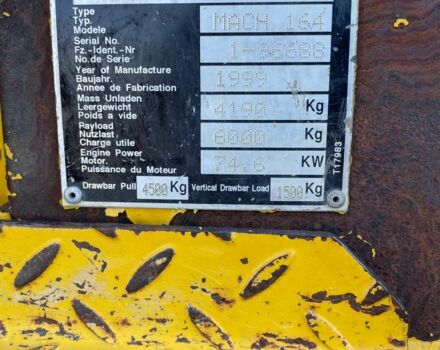 Type MACH 164
Typ.
Modele
Serial No. 1-96688
Fz.-Ident.-Nr
No. de Serie
Year of Manufacture 1999
Baujahr.
Annee de Fabrication
Mass Unladen 4190 Kg
Leergewicht
Poids a vide
Payload 6000 Kg
Nutzlast
Charge utile
Engine Power 74.6 KW
Motor.
Puissance du Moteur
Drawbar Pull 4500 Kg Vertical Drawbar Load 1500 Kg
T17983